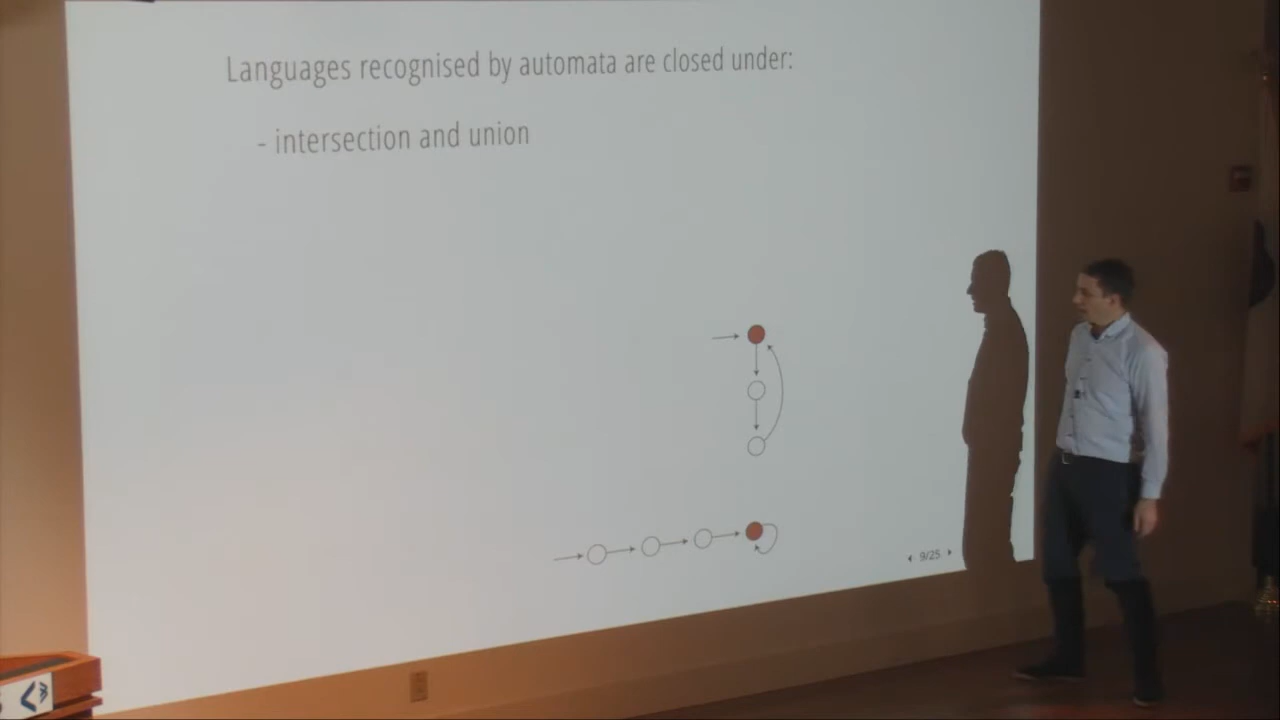 Languages recognised by automata are closed under:
- intersection and union
9/25